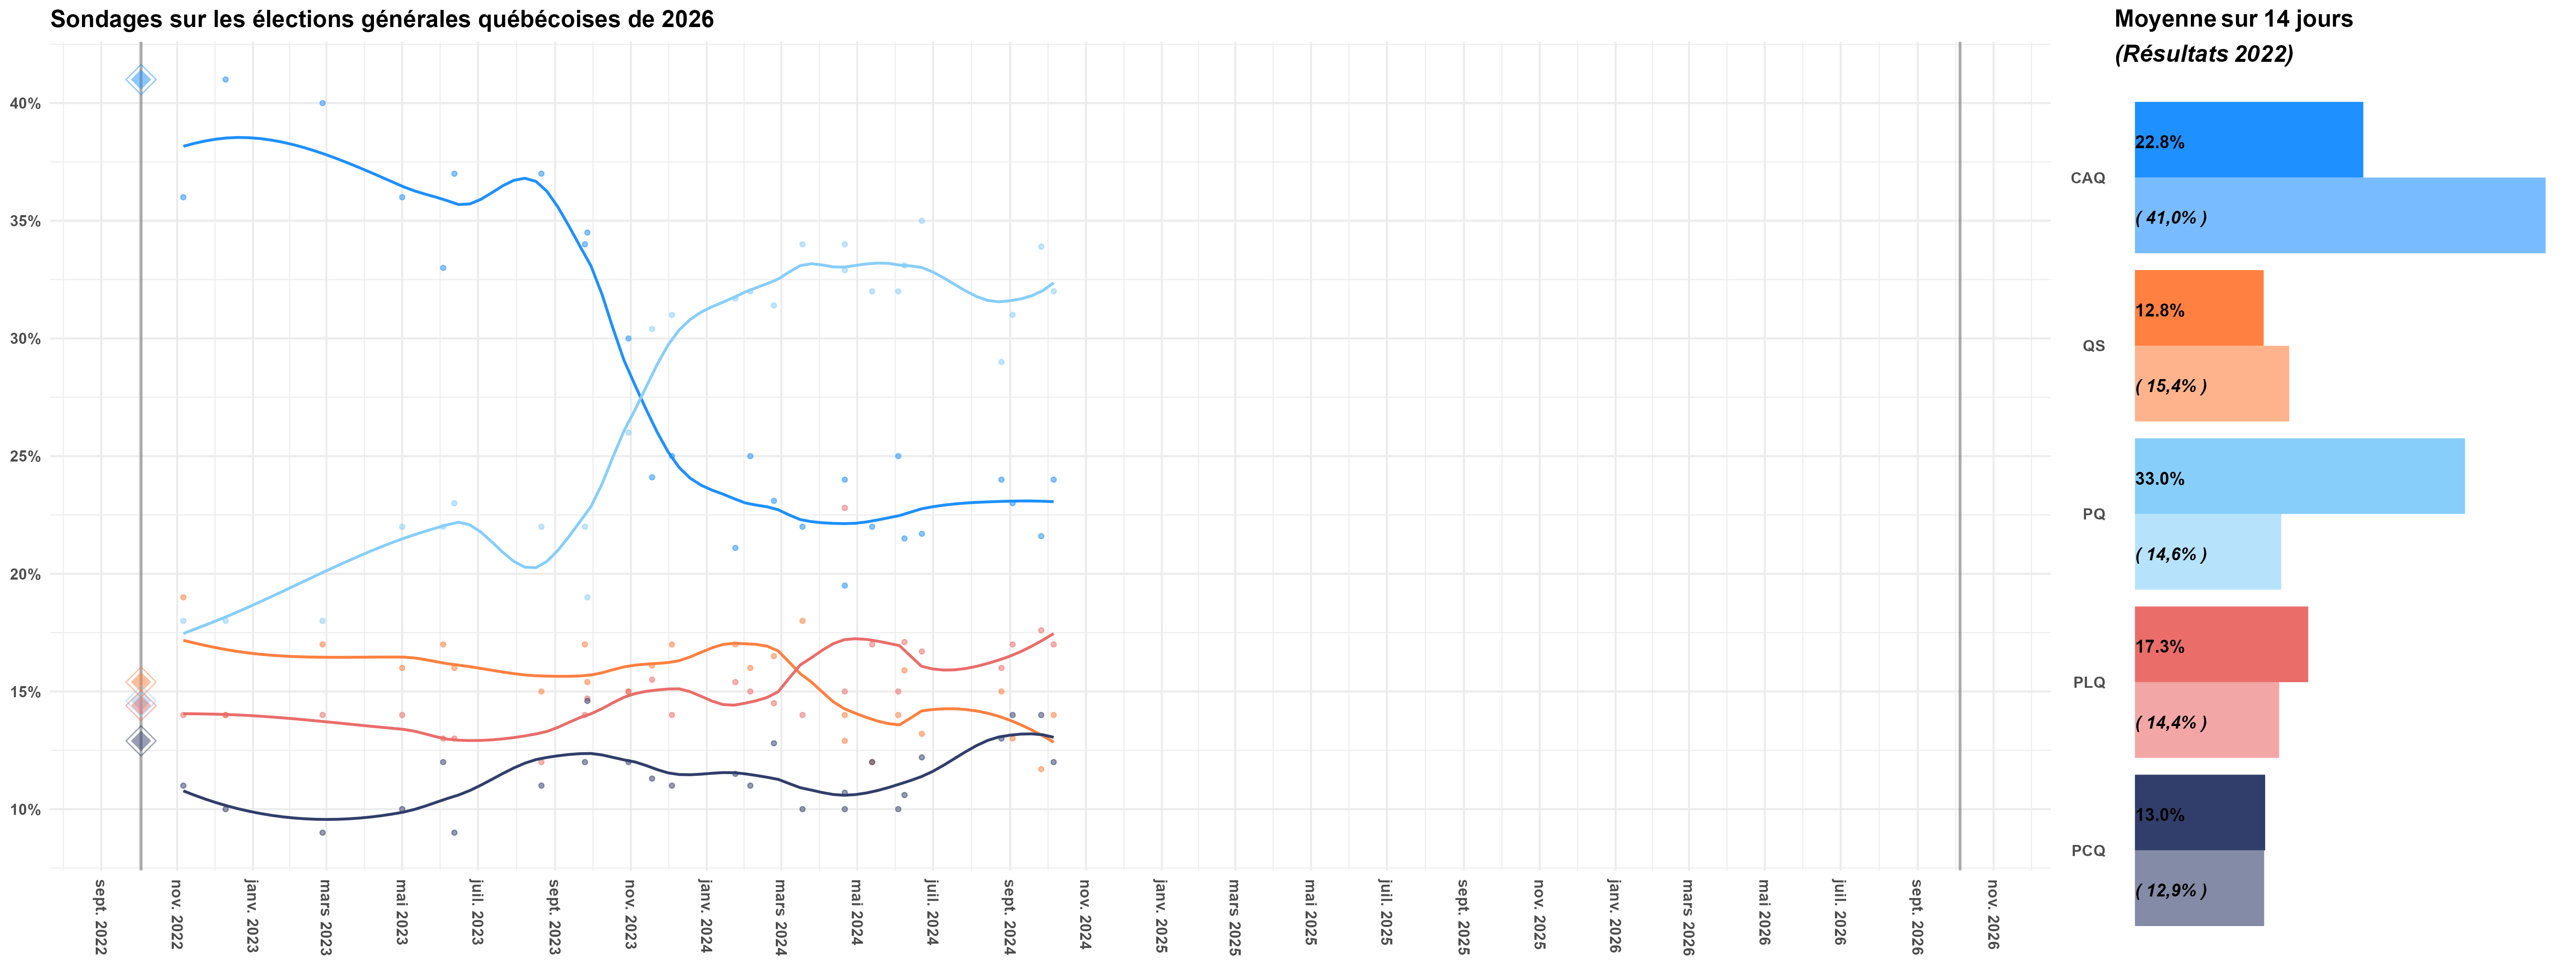 Sondages sur les élections générales québécoises de 2026
40%
35%
30%
25%
20%
15%
10%
sept. 2022
nov. 2022
janv. 2023
mars 2023
mai 2023
juil. 2023
sept. 2023
nov. 2023
janv. 2024
mars 2024
mai 2024
juil. 2024
sept. 2024
nov. 2024
janv. 2025
mars 2025
mai 2025
juil. 2025
sept. 2025
nov. 2025
janv. 2026
mars 2026
mai 2026
juil. 2026
sept. 2026
nov. 2026
Moyenne sur 14 jours
(Résultats 2022)
CAQ
22.8%
( 41,0% )
QS
12.8%
( 15,4% )
PQ
33.0%
( 14,6% )
PLQ
17.3%
( 14,4% )
PCQ
13.0%
( 12,9% )